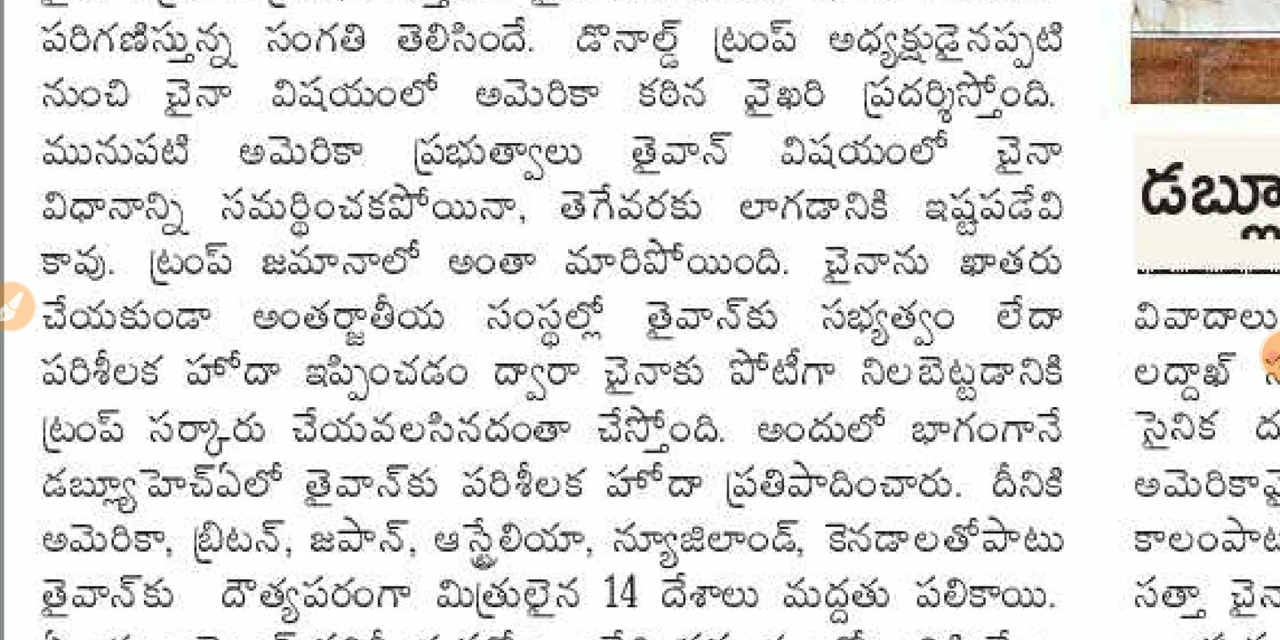 పరిగణిస్తున్న సంగతి తెలిసిందే. డొనాల్డ్ ట్రంప్ అధ్యక్షుడైనప్పటి
నుంచి చైనా విషయంలో అమెరికా కఠిన వైఖరి ప్రదర్శిస్తోంది.
మునుపటి అమెరికా ప్రభుత్వాలు తైవాన్ విషయంలో చైనా
విధానాన్ని సమర్థించకపోయినా, తెగేవరకు లాగడానికి ఇష్టపడేవి
కావు. ట్రంప్ జమానాలో అంతా మారిపోయింది. చైనాను ఖాతరు
చేయకుండా అంతర్జాతీయ సంస్థల్లో తైవాన్‌కు సభ్యత్వం లేదా
పరిశీలక హోదా ఇప్పించడం ద్వారా చైనాకు పోటీగా నిలబెట్టడానికి
ట్రంప్ సర్కారు చేయవలసినదంతా చేస్తోంది. అందులో భాగంగానే
డబ్ల్యూహెచ్‌ఏలో తైవాన్‌కు పరిశీలక హోదా ప్రతిపాదించారు. దీనికి
అమెరికా, బ్రిటన్, జపాన్, ఆస్ట్రేలియా, న్యూజిలాండ్, కెనడాలతోపాటు
తైవాన్‌కు దౌత్యపరంగా మిత్రులైన 14 దేశాలు మద్దతు పలికాయి.
వివాదాలు
లద్దాఖ్
సైనిక
కాలంపాట
సత్తా చైనా